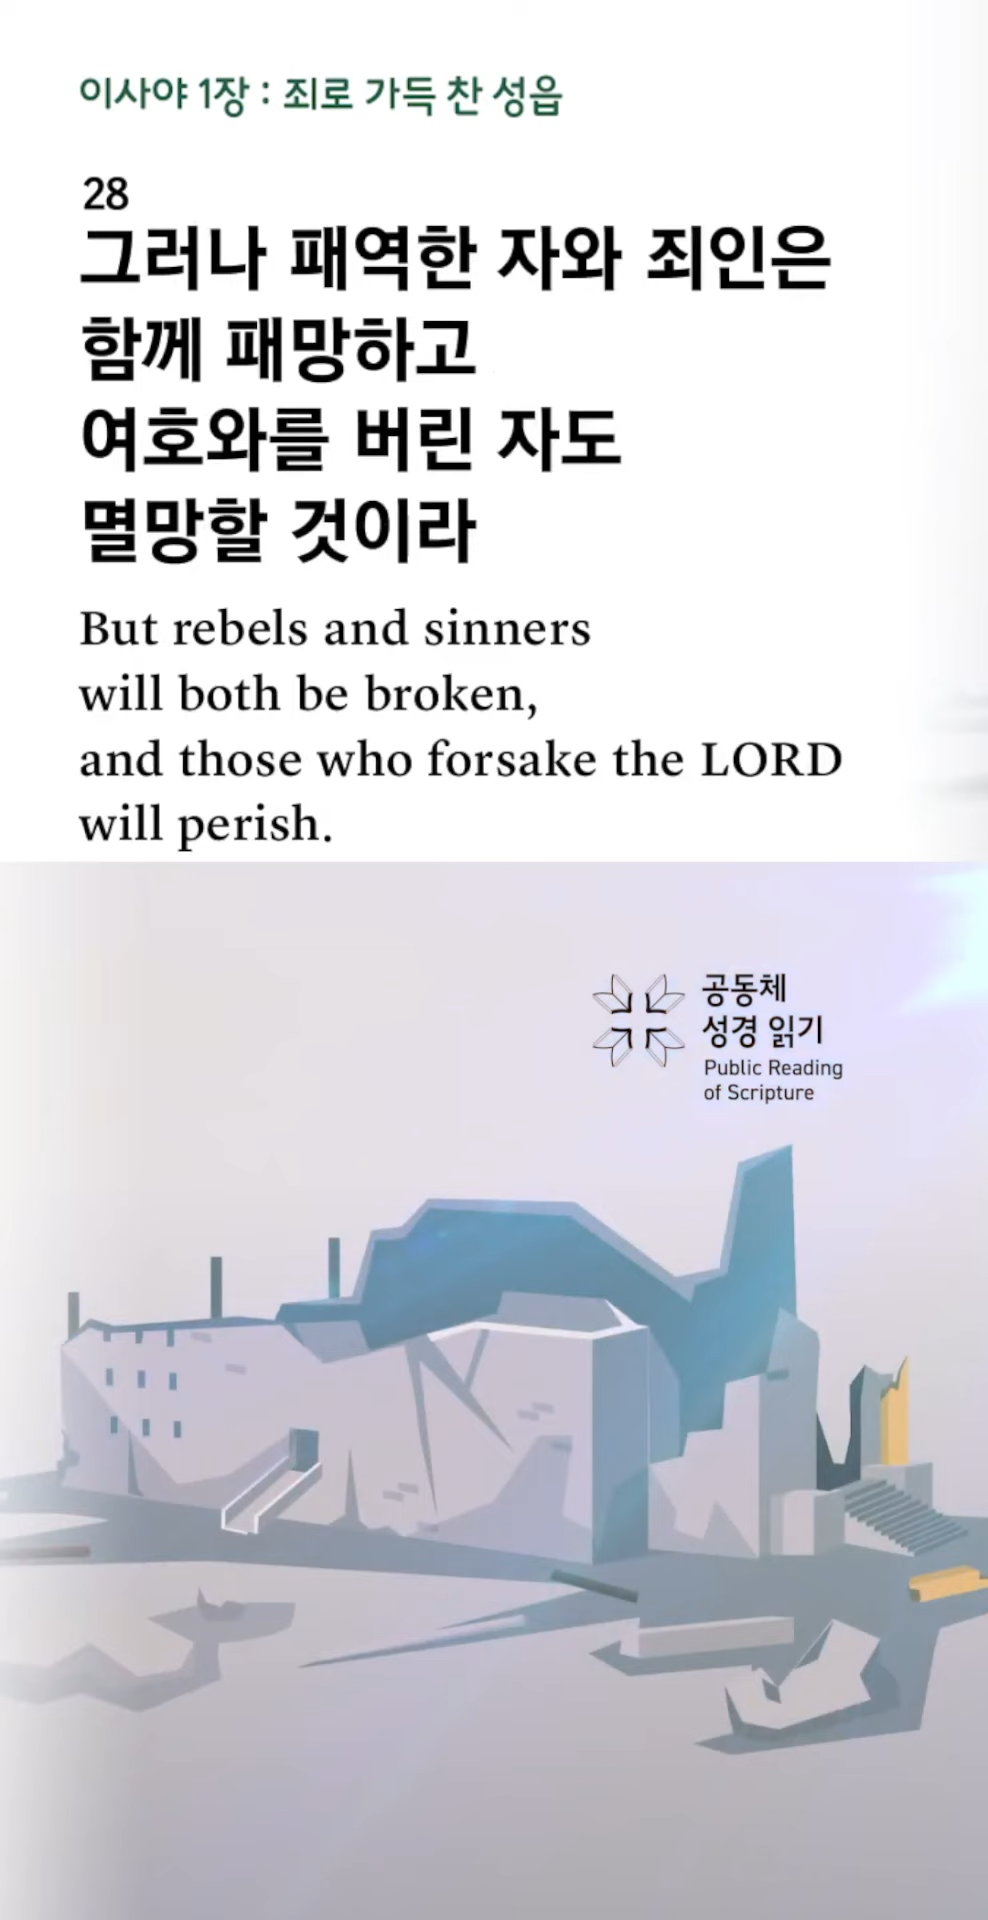 이사야 1장 : 죄로 가득 찬 성읍
28
그러나 패역한 자와 죄인은
함께 패망하고
여호와를 버린 자도
멸망할 것이라
But rebels and sinners
will both be broken,
and those who forsake the LORD
will perish.
공동체
성경 읽기
Public Reading
of Scripture